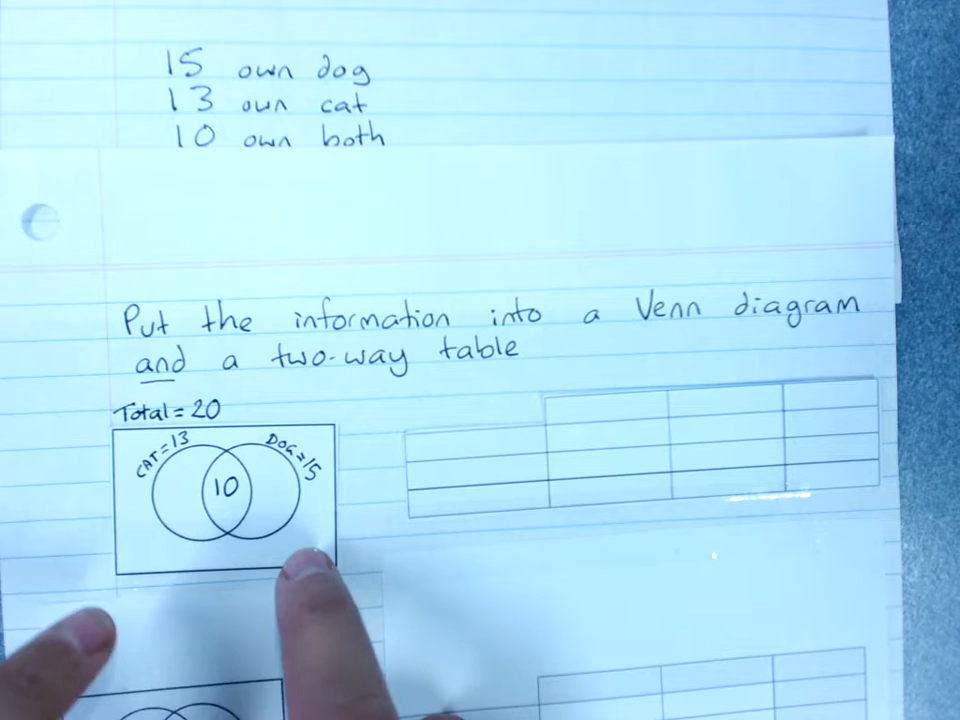 15 own dog
13 own cat
10 own both
Put the information into a Venn diagram
and a two-way table
Total = 20
CAT=13
DOG=15
10